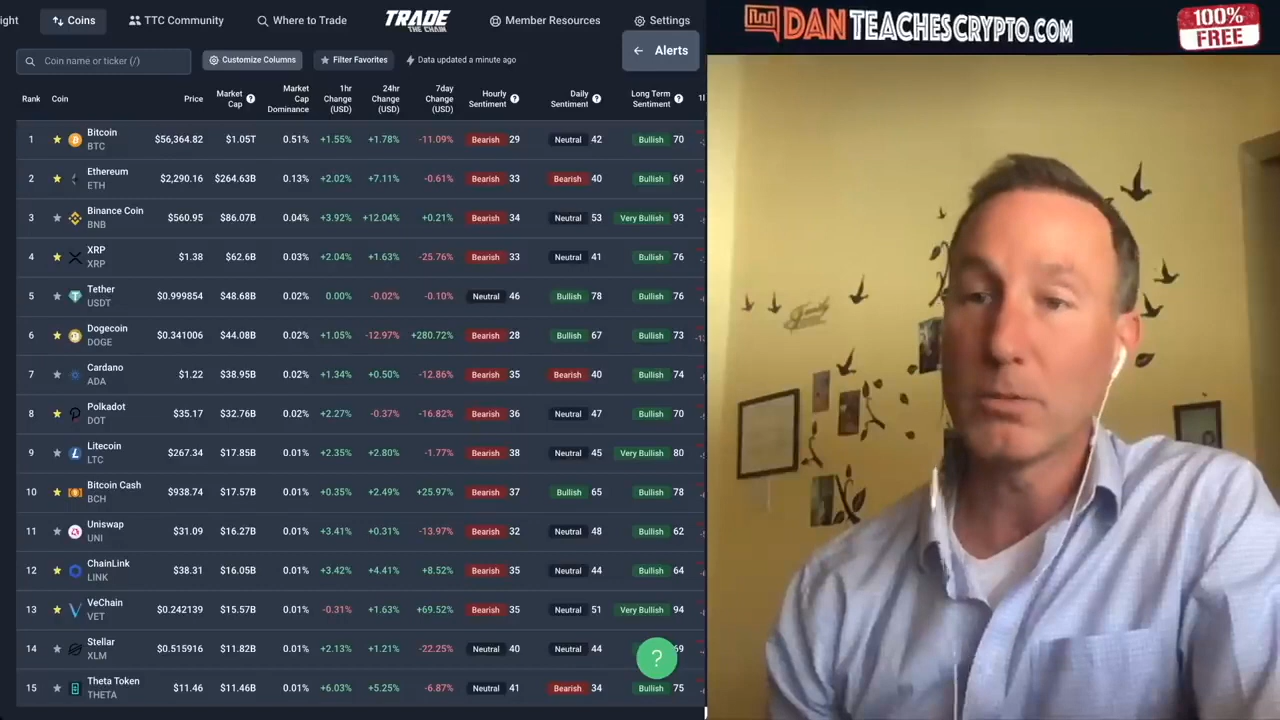 ight
Coins
TTC Community
Where to Trade
TRADE
THE CHAIN
Member Resources
Settings
Coin name or ticker (/)
Customize Columns
Filter Favorites
Data updated a minute ago
Alerts
Rank Coin Price Market Cap ? Market Cap Dominance 1hr Change (USD) 24hr Change (USD) 7day Change (USD) Hourly Sentiment ? Daily Sentiment ? Long Term Sentiment ?
1 Bitcoin BTC $56,364.82 $1.05T 0.51% +1.55% +1.78% -11.09% Bearish 29 Neutral 42 Bullish 70
2 Ethereum ETH $2,290.16 $264.63B 0.13% +2.02% +7.11% -0.61% Bearish 33 Bearish 40 Bullish 69
3 Binance Coin BNB $560.95 $86.07B 0.04% +3.92% +12.04% +0.21% Bearish 34 Neutral 53 Very Bullish 93
4 XRP XRP $1.38 $62.6B 0.03% +2.04% +1.63% -25.76% Bearish 33 Neutral 41 Bullish 76
5 Tether USDT $0.999854 $48.68B 0.02% 0.00% -0.02% -0.10% Neutral 46 Bullish 78 Bullish 76
6 Dogecoin DOGE $0.341006 $44.08B 0.02% +1.05% -12.97% +280.72% Bearish 28 Bullish 67 Bullish 73
7 Cardano ADA $1.22 $38.95B 0.02% +1.34% +0.50% -12.86% Bearish 35 Bearish 40 Bullish 74
8 Polkadot DOT $35.17 $32.76B 0.02% +2.27% -0.37% -16.82% Bearish 36 Neutral 47 Bullish 70
9 Litecoin LTC $267.34 $17.85B 0.01% +2.35% +2.80% -1.77% Bearish 38 Neutral 45 Very Bullish 80
10 Bitcoin Cash BCH $938.74 $17.57B 0.01% +0.35% +2.49% +25.97% Bearish 37 Bullish 65 Bullish 78
11 Uniswap UNI $31.09 $16.27B 0.01% +3.41% +0.31% -13.97% Bearish 32 Neutral 48 Bullish 62
12 ChainLink LINK $38.31 $16.05B 0.01% +3.42% +4.41% +8.52% Bearish 35 Neutral 44 Bullish 64
13 VeChain VET $0.242139 $15.57B 0.01% -0.31% +1.63% +69.52% Bearish 35 Neutral 51 Very Bullish 94
14 Stellar XLM $0.515916 $11.82B 0.01% +2.13% +1.21% -22.25% Neutral 40 Neutral 44
15 Theta Token THETA $11.46 $11.46B 0.01% +6.03% +5.25% -6.87% Neutral 41 Bearish 34 Bullish 75
?
DANTEACHESCRYPTO.COM
100%
FREE